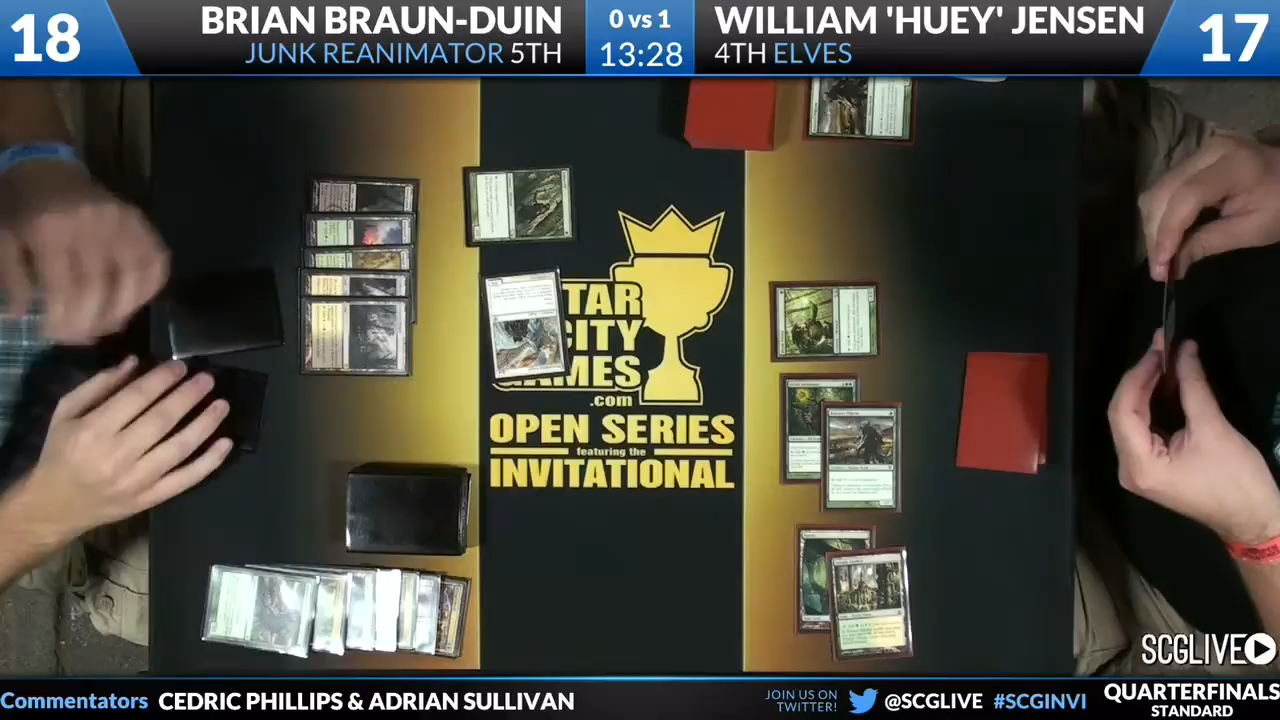 18
BRIAN BRAUN-DUIN
JUNK REANIMATOR 5TH
0 vs 1
13:28
WILLIAM 'HUEY' JENSEN
4TH ELVES
17
TAR
CITY
GAMES
.com
OPEN SERIES
featuring the
INVITATIONAL
SCGLIVE
Commentators CEDRIC PHILLIPS & ADRIAN SULLIVAN
JOIN US ON
TWITTER!
@SCGLIVE #SCGINVI
QUARTERFINALS
STANDARD